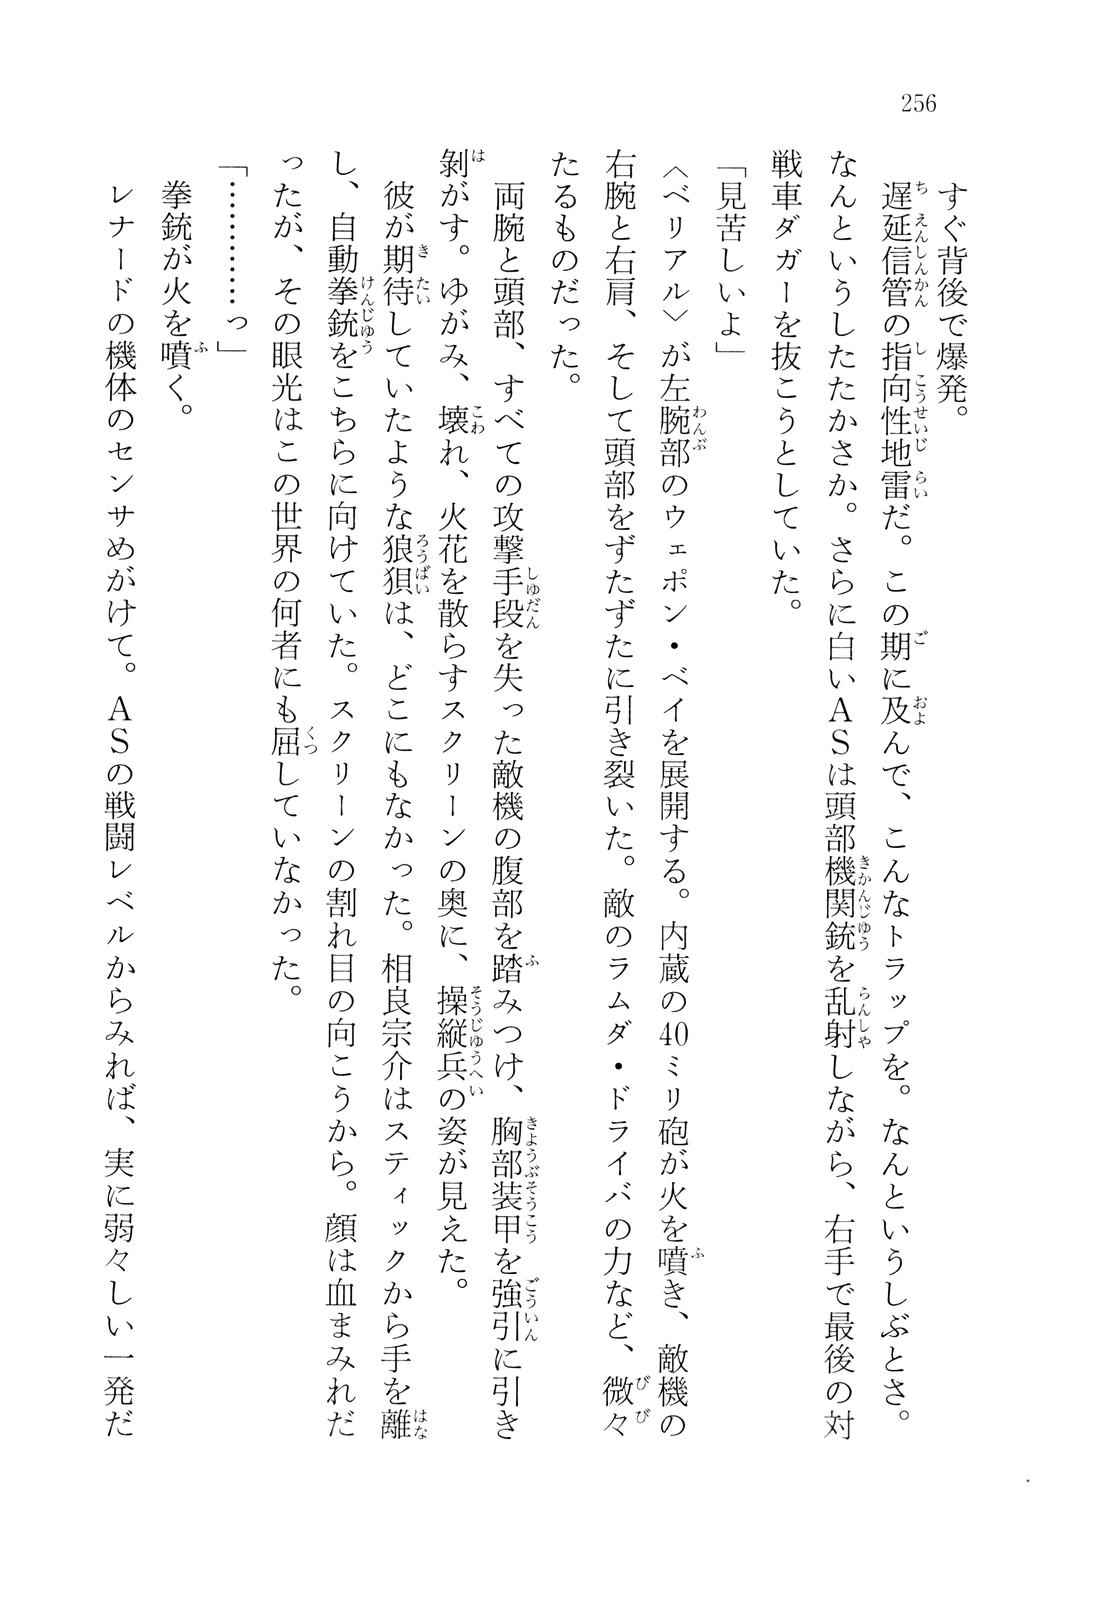 256
すぐ背後で爆発。
遅延信管の指向性地雷だ。この期に及んで、こんなトラップを。なんというしぶとさ。
なんというしたたかさか。さらに白いASは頭部機関銃を乱射しながら、右手で最後の対
戦車ダガーを抜こうとしていた。
「見苦しいよ」
〈ベリアル〉が左腕部のウェポン・ベイを展開する。内蔵の40ミリ砲が火を噴き、敵機の
右腕と右肩、そして頭部をずたずたに引き裂いた。敵のラムダ・ドライバの力など、微々
たるものだった。
両腕と頭部、すべての攻撃手段を失った敵機の腹部を踏みつけ、胸部装甲を強引に引き
剝がす。ゆがみ、壊れ、火花を散らすスクリーンの奥に、操縦兵の姿が見えた。
彼が期待していたような狼狽は、どこにもなかった。相良宗介はスティックから手を離
し、自動拳銃をこちらに向けていた。スクリーンの割れ目の向こうから。顔は血まみれだ
ったが、その眼光はこの世界の何者にも屈していなかった。
「…………っ」
拳銃が火を噴く。
レナードの機体のセンサめがけて。ASの戦闘レベルからみれば、実に弱々しい一発だ